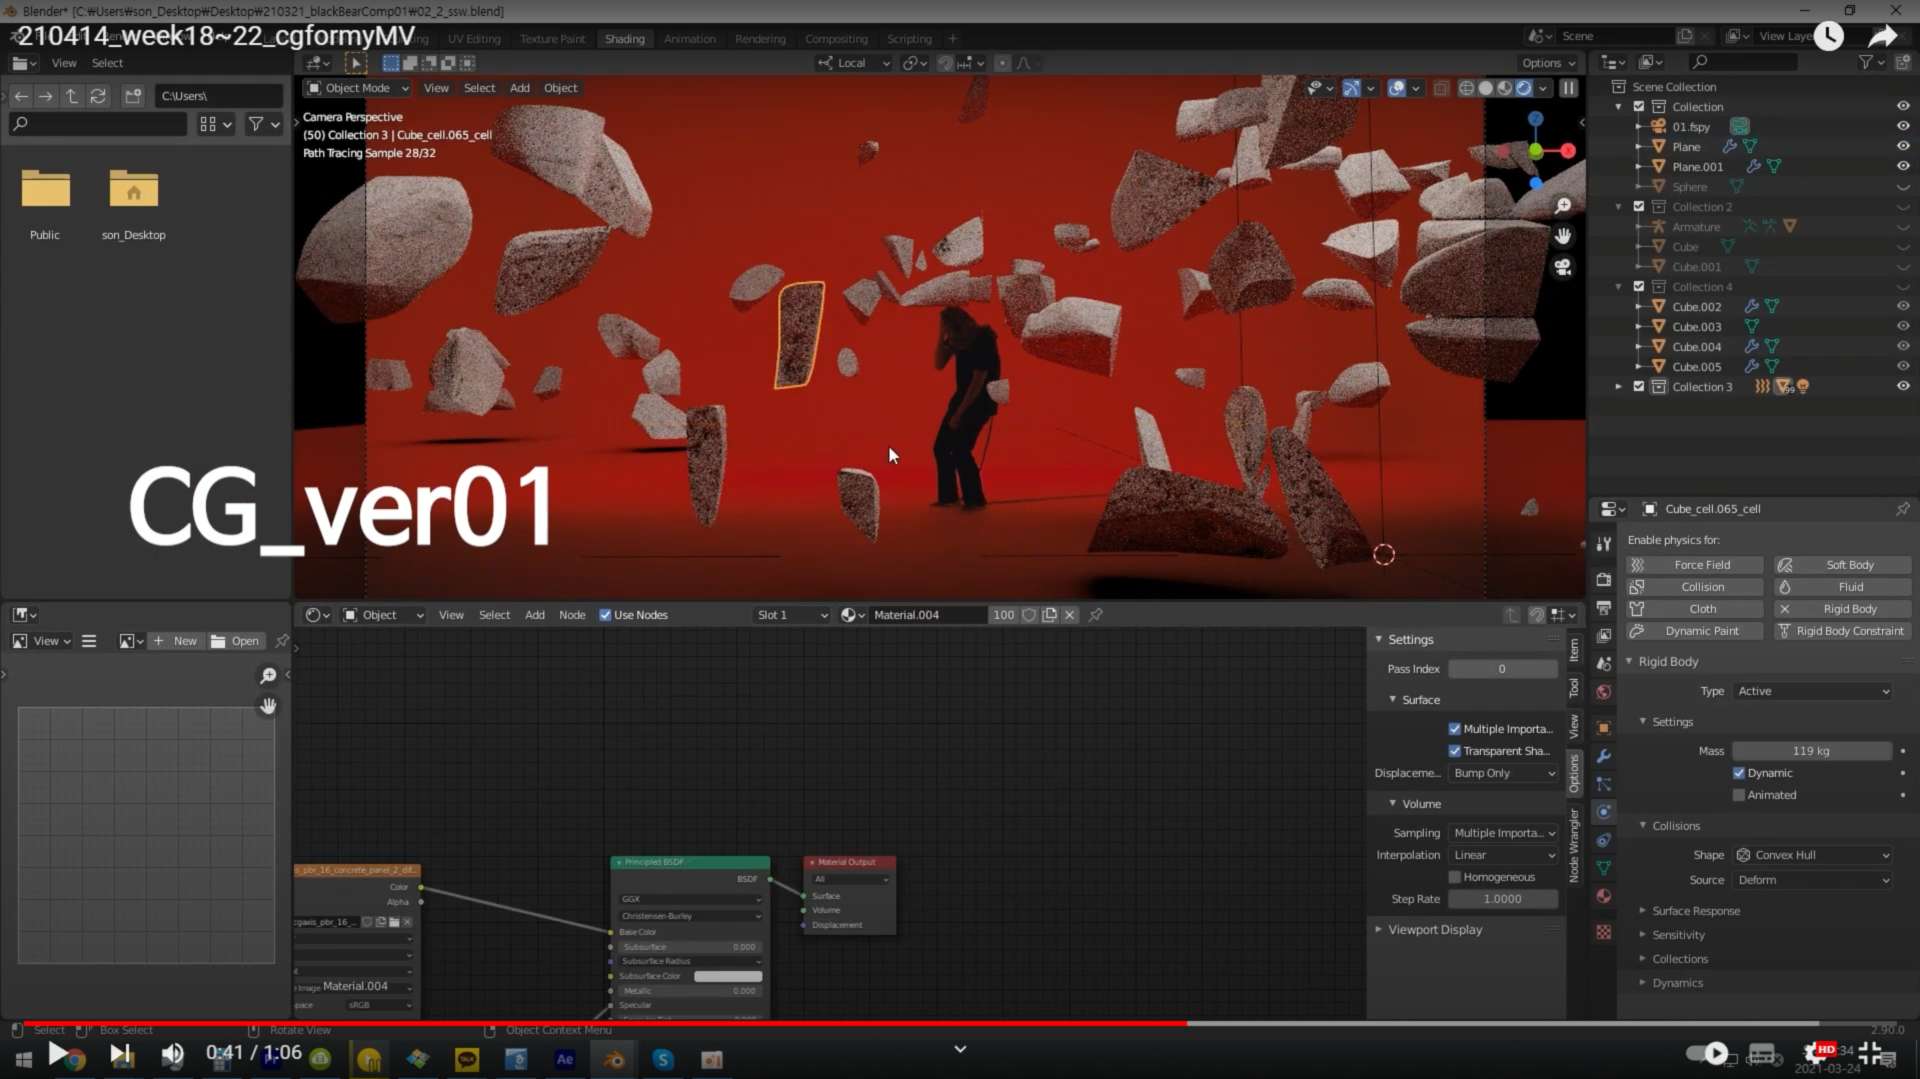 Blender* [C:₩Users₩son_Desktop₩Desktop₩210321_blackBearComp01₩02_2_ssw.blend]
210414_week18~22_cgformyMV
UV Editing
Texture Paint
Shading
Animation
Rendering
Compositing
Scripting
Scene
View Laye
View
Select
Local
Options
C:\Users\
Object Mode
View
Select
Add
Object
Camera Perspective
(50) Collection 3 | Cube_cell.065_cell
Path Tracing Sample 28/32
Public
son_Desktop
CG_ver01
Scene Collection
Collection
01.fspy
Plane
Plane.001
Sphere
Collection 2
Armature
Cube
Cube.001
Collection 4
Cube.002
Cube.003
Cube.004
Cube.005
Collection 3
99
Cube_cell.065_cell
Enable physics for:
Force Field
Soft Body
Collision
Fluid
Cloth
Rigid Body
Dynamic Paint
Rigid Body Constraint
Rigid Body
Type
Active
Settings
Mass
119 kg
Dynamic
Animated
Collisions
Shape
Convex Hull
Source
Deform
Surface Response
Sensitivity
Collections
Dynamics
View
New
Open
Object
View
Select
Add
Node
Use Nodes
Slot 1
Material.004
100
Settings
Pass Index
0
Surface
Multiple Importa...
Transparent Sha...
Displaceme...
Bump Only
Volume
Sampling
Multiple Importa...
Interpolation
Linear
Homogeneous
Step Rate
1.0000
Viewport Display
Item
Tool
View
Options
Node Wrangler
s_pbr_16_concrete_panel_2_dif...
Color
Alpha
cgaxis_pbr_16_...
Material.004
sRGB
Principled BSDF
BSDF
GGX
Christensen-Burley
Base Color
Subsurface
0.000
Subsurface Radius
Subsurface Color
Metallic
0.000
Specular
Material Output
All
Surface
Volume
Displacement
Select
Box Select
Rotate View
Object Context Menu
2.90.0
0:41 / 1:06
Ae
HD
2021-03-24